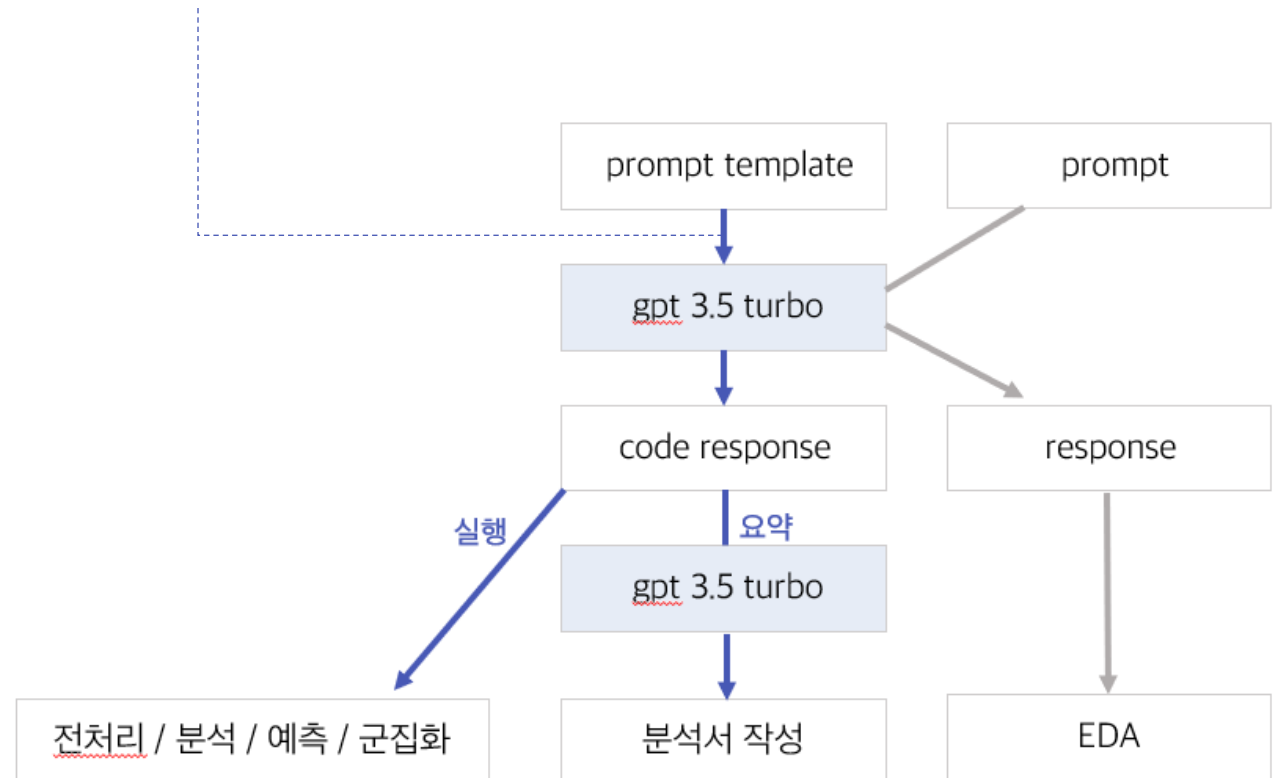 prompt template
prompt
gpt 3.5 turbo
code response
response
실행
요약
gpt 3.5 turbo
전처리 / 분석 / 예측 / 군집화
분석서 작성
EDA